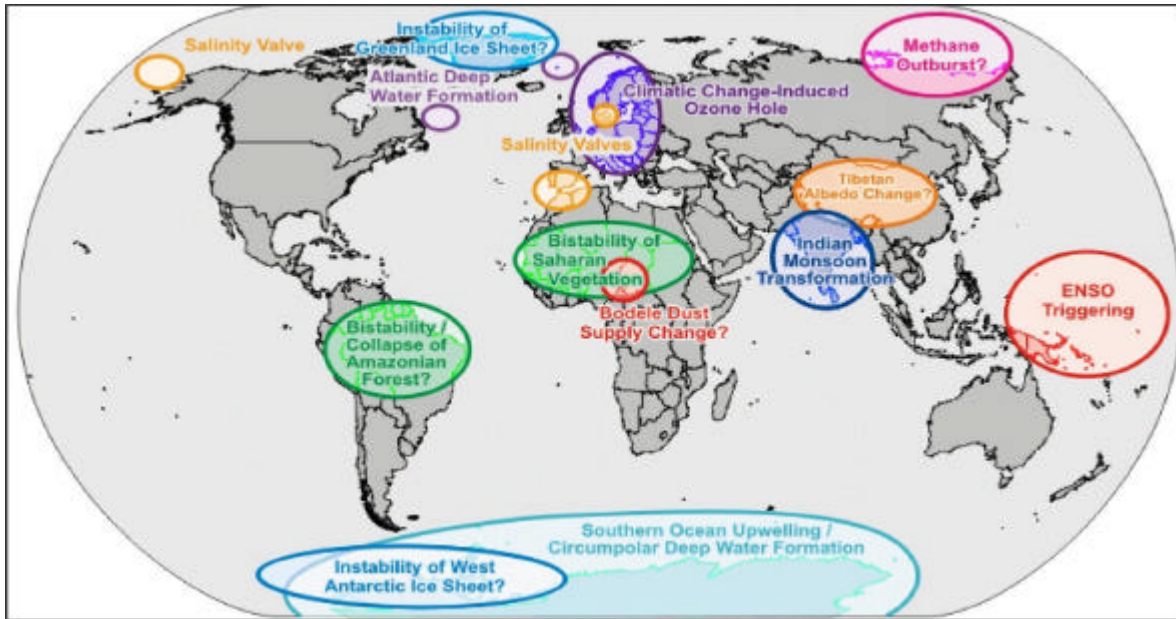 Instability of
Greenland Ice Sheet?
Salinity Valve
Methane
Outburst?
Atlantic Deep
Water Formation
Climatic Change-Induced
Ozone Hole
Salinity Valves
Tibetan
Albedo Change?
Bistability of
Saharan
Vegetation
Indian
Monsoon
Transformation
ENSO
Triggering
Bodele Dust
Supply Change?
Bistability /
Collapse of
Amazonian
Forest?
Southern Ocean Upwelling /
Circumpolar Deep Water Formation
Instability of West
Antarctic Ice Sheet?